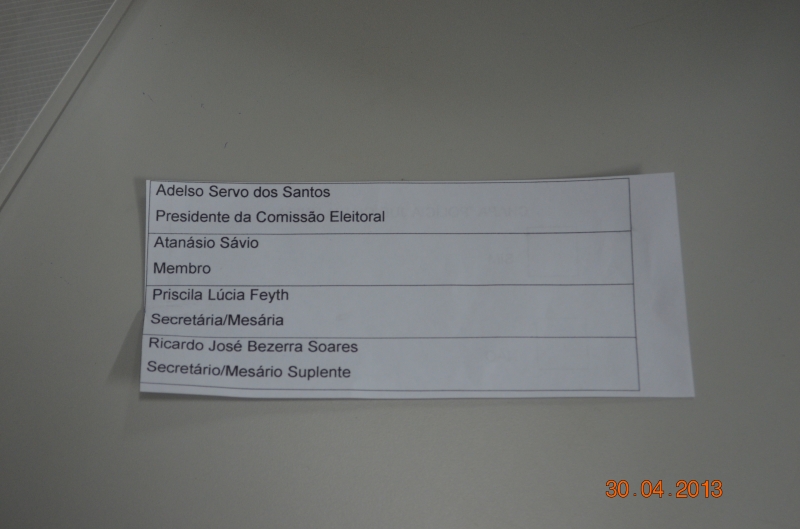 Adelso Servo dos Santos
Presidente da Comissão Eleitoral
Atanásio Sávio
Membro
Priscila Lúcia Feyth
Secretária/Mesária
Ricardo José Bezerra Soares
Secretário/Mesário Suplente
30.04.2013